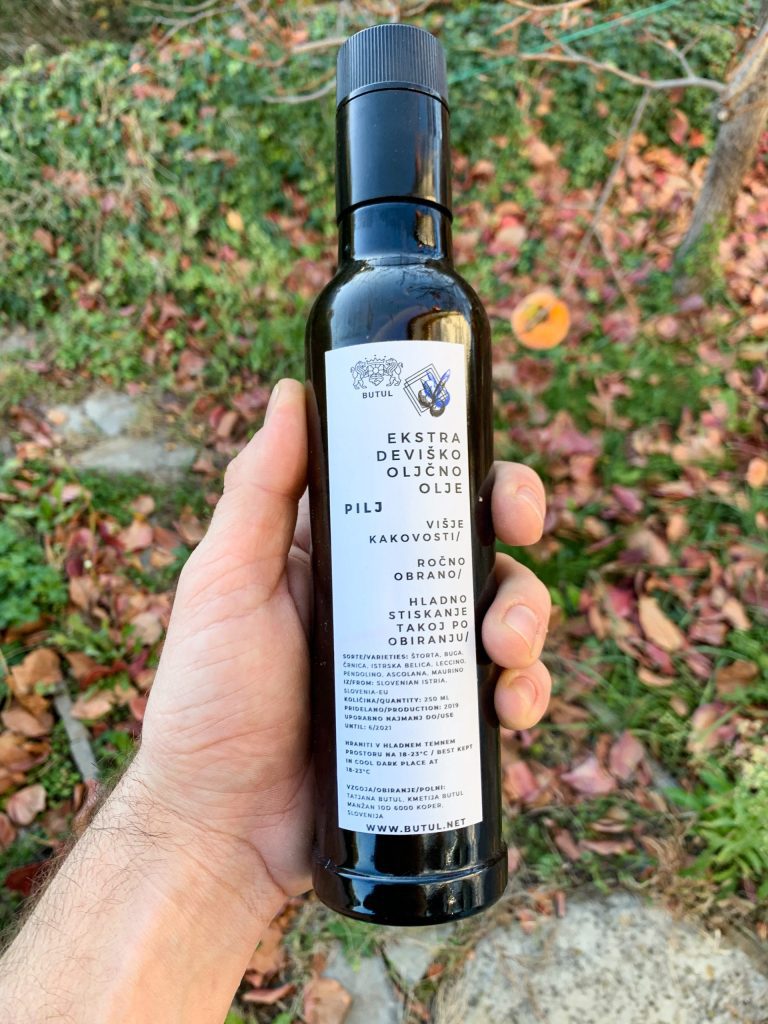 BUTUL
EKSTRA
DEVIŠKO
OLJČNO
OLJE
PILJ
VIŠJE
KAKOVOSTI/
ROČNO
OBRANO/
HLADNO
STISKANJE
TAKOJ PO
OBIRANJU/
SORTE/VARIETIES: ŠTORTA, BUGA,
ČRNICA, ISTRSKA BELICA, LECCINO,
PENDOLINO, ASCOLANA, MAURINO
IZ/FROM: SLOVENIAN ISTRIA,
SLOVENIA-EU
KOLIČINA/QUANTITY: 250 ML
PRIDELANO/PRODUCTION: 2019
UPORABNO NAJMANJ DO/USE
UNTIL: 6/2021
HRANITI V HLADNEM TEMNEM
PROSTORU NA 18-23°C / BEST KEPT
IN COOL DARK PLACE AT
18-23°C
VZGOJA/OBIRANJE/POLNI:
TATJANA BUTUL, KMETIJA BUTUL
MANŽAN 10D 6000 KOPER,
SLOVENIJA
WWW.BUTUL.NET